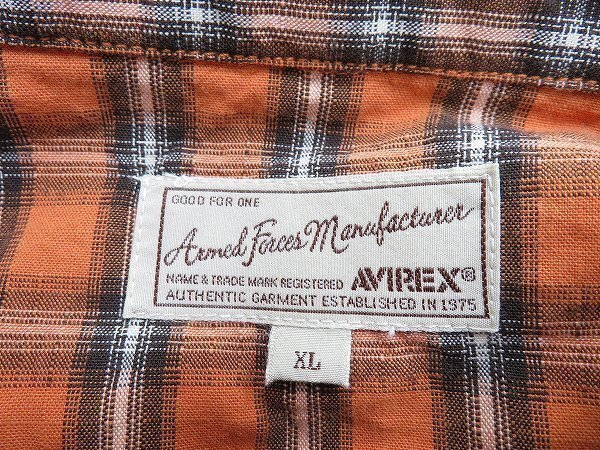 GOOD FOR ONE
Armed Forces Manufacturer
NAME & TRADE MARK REGISTERED AVIREX®
AUTHENTIC GARMENT ESTABLISHED IN 1975
XL